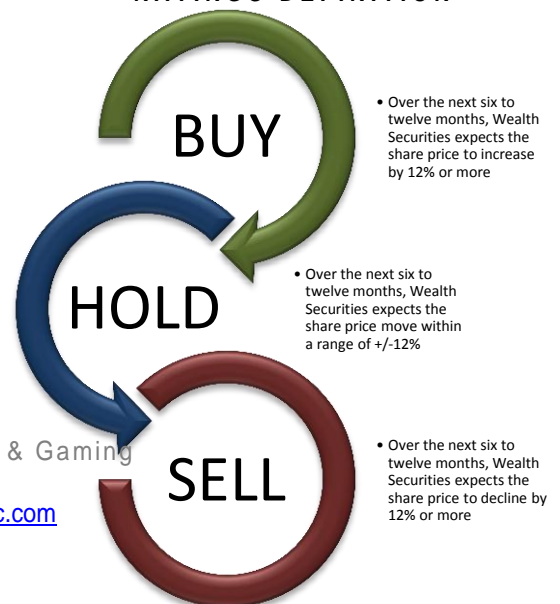 BUY
• Over the next six to
twelve months, Wealth
Securities expects the
share price to increase
by 12% or more
HOLD
• Over the next six to
twelve months, Wealth
Securities expects the
share price move within
a range of +/-12%
& Gaming
c.com
SELL
• Over the next six to
twelve months, Wealth
Securities expects the
share price to decline by
12% or more